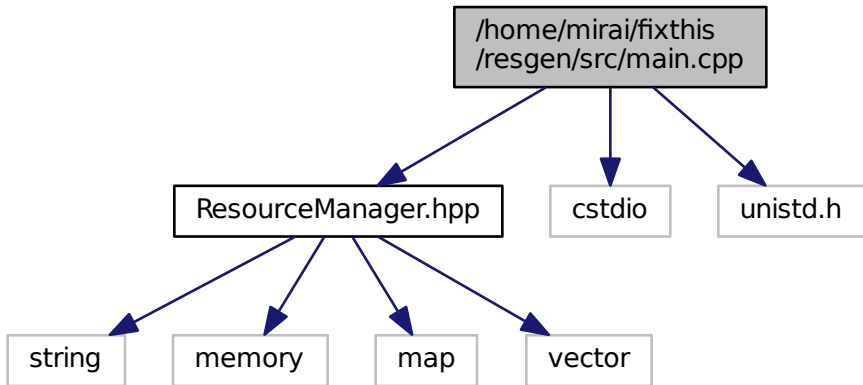 /home/mirai/fixthis
/resgen/src/main.cpp
ResourceManager.hpp
cstdio
unistd.h
string
memory
map
vector